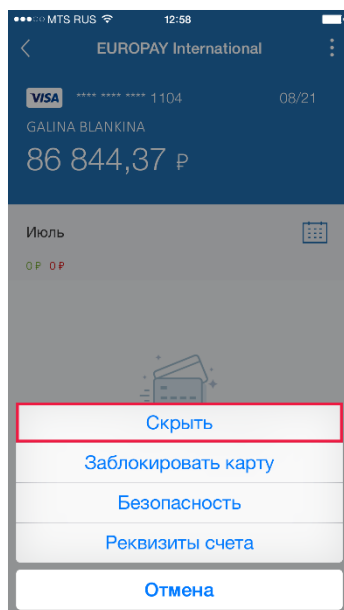 MTS RUS 12:58
EUROPAY International
VISA **** **** **** 1104 08/21
GALINA BLANKINA
86 844,37 ₽
Июль
0 ₽ 0 ₽
Скрыть
Заблокировать карту
Безопасность
Реквизиты счета
Отмена